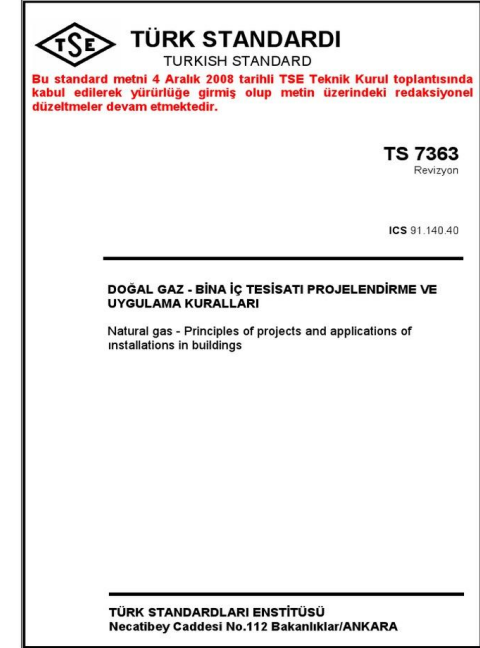 TSE
TÜRK STANDARDI
TURKISH STANDARD
Bu standard metni 4 Aralık 2008 tarihli TSE Teknik Kurul toplantısında
kabul edilerek yürürlüğe girmiş olup metin üzerindeki redaksiyonel
düzeltmeler devam etmektedir.
TS 7363
Revizyon
ICS 91.140.40
DOĞAL GAZ - BİNA İÇ TESİSATI PROJELENDİRME VE
UYGULAMA KURALLARI
Natural gas - Principles of projects and applications of
ınstallations in buildings
TÜRK STANDARDLARI ENSTİTÜSÜ
Necatibey Caddesi No.112 Bakanlıklar/ANKARA